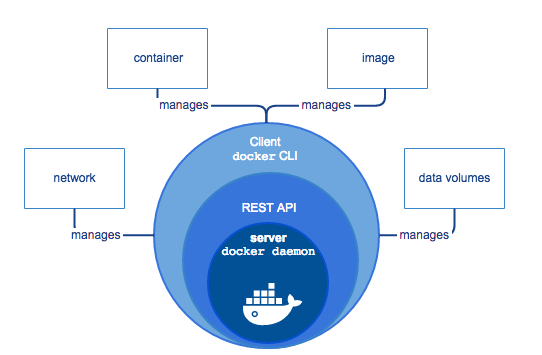 container
image
manages
manages
Client
docker CLI
network
data volumes
REST API
manages
manages
server
docker daemon